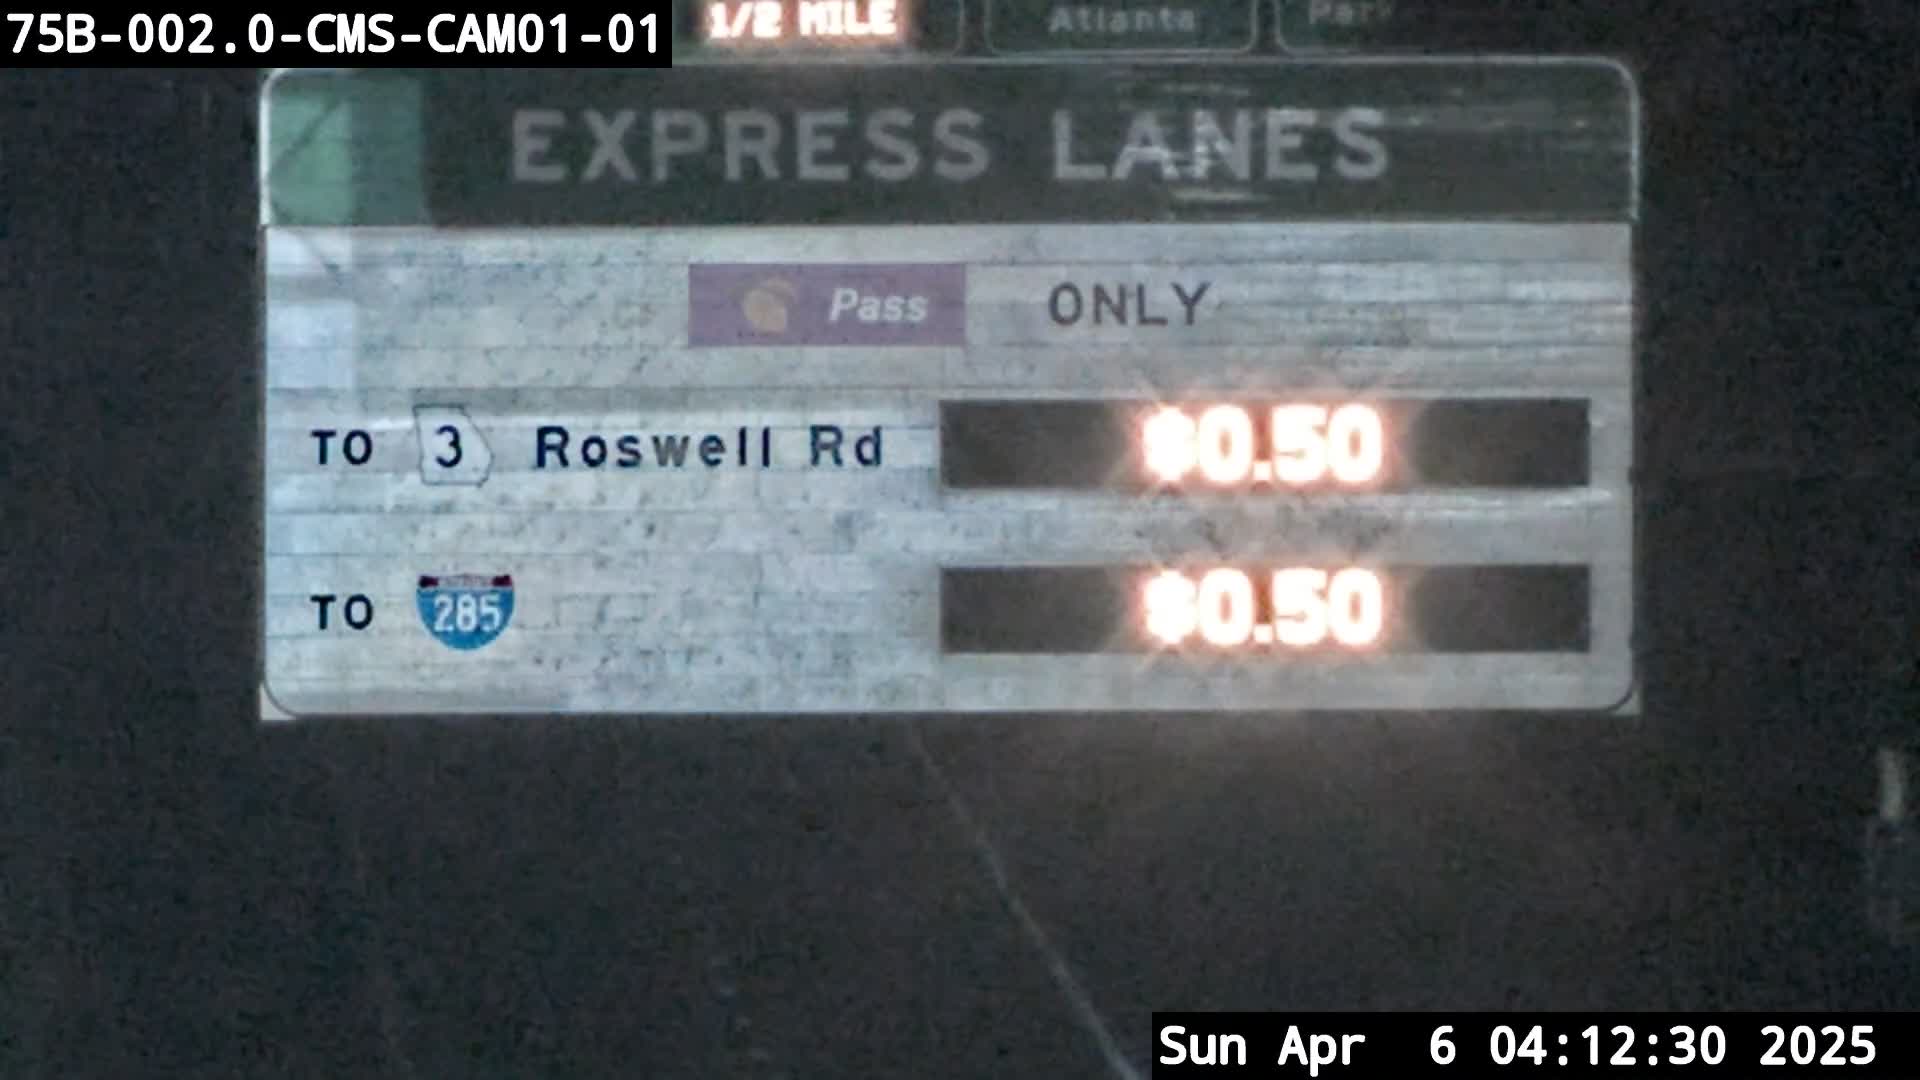 75B-002.0-CMS-CAM01-01
1/2 MILE
Atlanta
Park
EXPRESS LANES
Pass ONLY
TO 3 Roswell Rd $0.50
TO 285 $0.50
Sun Apr 6 04:12:30 2025